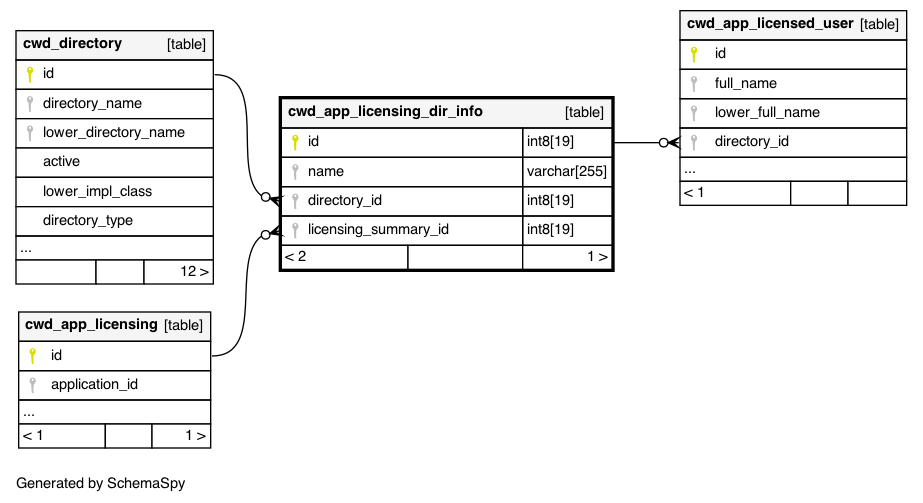 cwd_directory [table]
id
directory_name
lower_directory_name
active
lower_impl_class
directory_type
...
12 >
cwd_app_licensing [table]
id
application_id
...
< 1 1 >
cwd_app_licensing_dir_info [table]
id int8[19]
name varchar[255]
directory_id int8[19]
licensing_summary_id int8[19]
< 2 1 >
cwd_app_licensed_user [table]
id
full_name
lower_full_name
directory_id
...
< 1
Generated by SchemaSpy